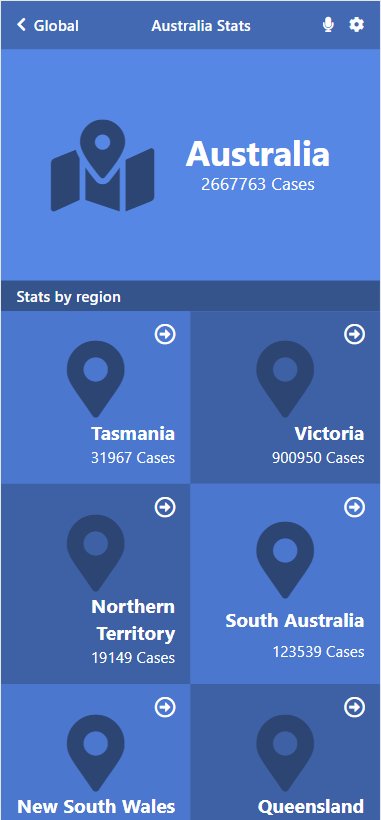 Global
Australia Stats
Australia
2667763 Cases
Stats by region
Tasmania
31967 Cases
Victoria
900950 Cases
Northern
Territory
19149 Cases
South Australia
123539 Cases
New South Wales
Queensland